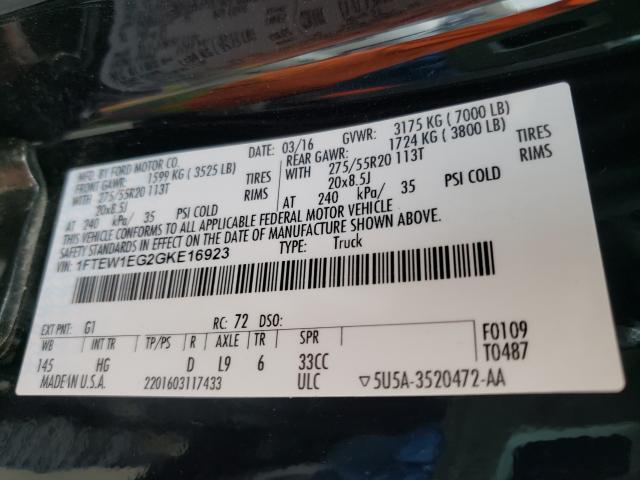 MFD. BY FORD MOTOR CO. 03/16 GVWR: 3175 KG ( 7000 LB)
FRONT GAWR: 1599 KG ( 3525 LB) REAR GAWR: 1724 KG ( 3800 LB)
WITH 275/55R20 113T TIRES WITH 275/55R20 113T TIRES
20x8.5J RIMS 20x8.5J RIMS
AT 240 kPa/ 35 PSI COLD AT 240 kPa/ 35 PSI COLD
THIS VEHICLE CONFORMS TO ALL APPLICABLE FEDERAL MOTOR VEHICLE
SAFETY STANDARDS IN EFFECT ON THE DATE OF MANUFACTURE SHOWN ABOVE.
VIN: 1FTEW1EG2GKE16923 TYPE: Truck
EXT PNT: G1 RC: 72 DSO:
WB INT TR TP/PS R AXLE TR SPR F0109
145 HG D L9 6 33CC T0487
MADE IN U.S.A. 2201603117433 ULC ▽5U5A-3520472-AA